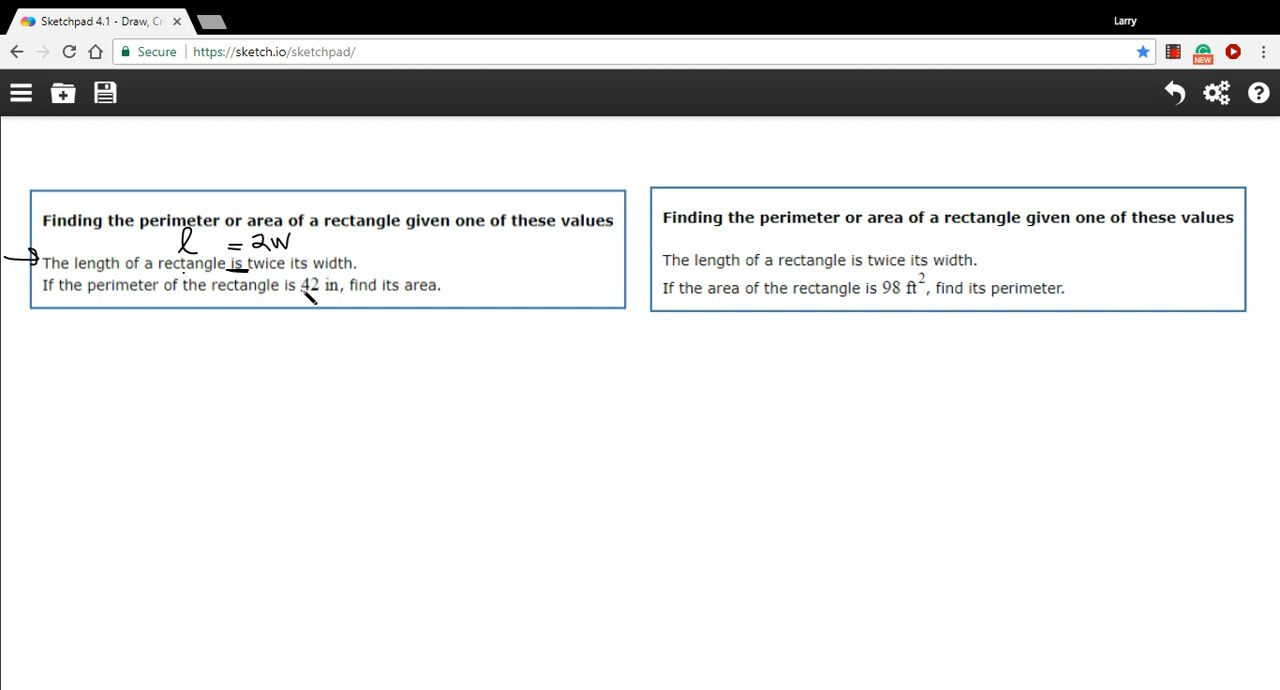 Sketchpad 4.1 - Draw, Cr
Larry
Secure
https://sketch.io/sketchpad/
NEW
Finding the perimeter or area of a rectangle given one of these values
l = 2W
The length of a rectangle is twice its width.
If the perimeter of the rectangle is 42 in, find its area.
Finding the perimeter or area of a rectangle given one of these values
The length of a rectangle is twice its width.
If the area of the rectangle is 98 ft², find its perimeter.